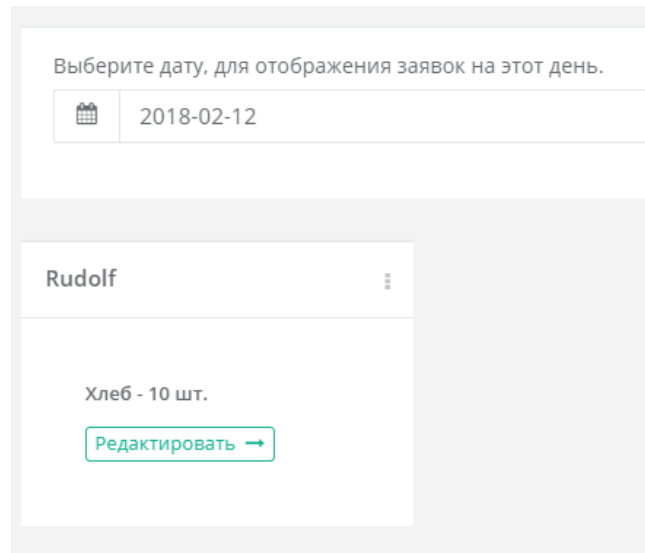 Выберите дату, для отображения заявок на этот день.
2018-02-12
Rudolf
Хлеб - 10 шт.
Редактировать →